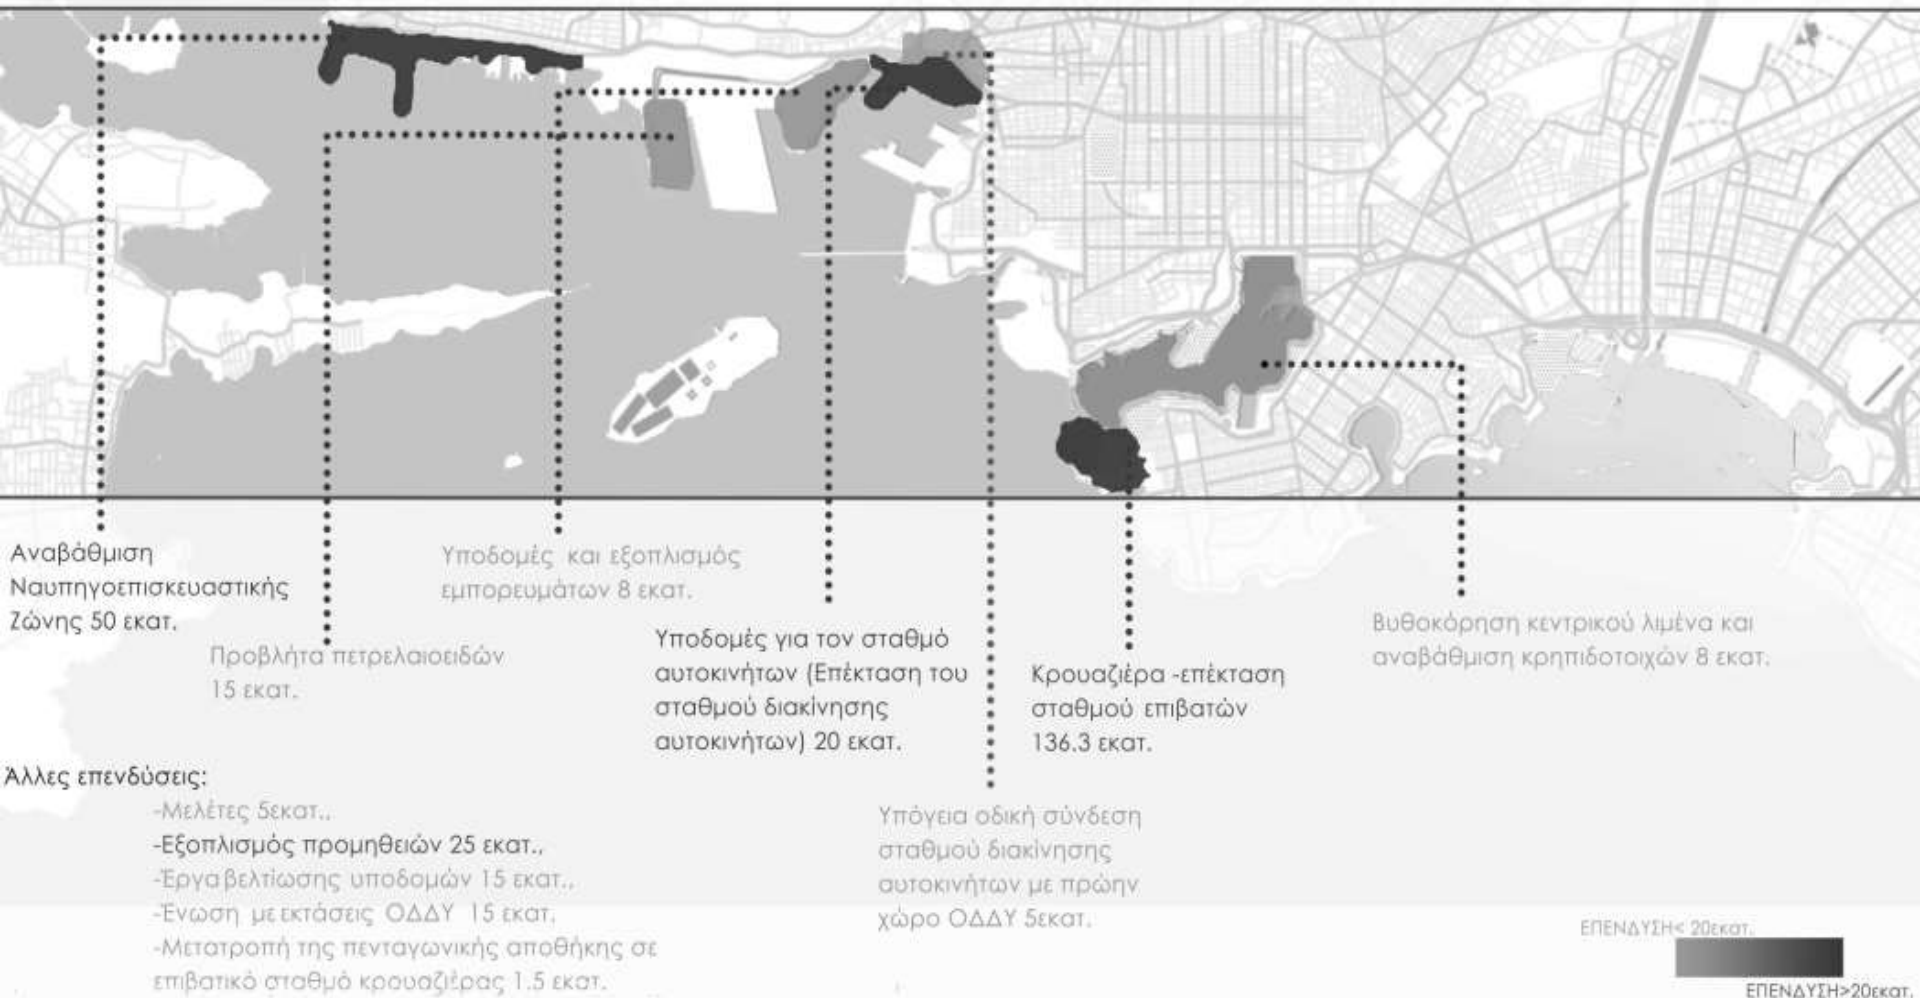 Αναβάθμιση
Ναυπηγοεπισκευαστικής
Ζώνης 50 εκατ.
Προβλήτα πετρελαιοειδών
15 εκατ.
Υποδομές και εξοπλισμός
εμπορευμάτων 8 εκατ.
Υποδομές για τον σταθμό
αυτοκινήτων (Επέκταση του
σταθμού διακίνησης
αυτοκινήτων) 20 εκατ.
Κρουαζιέρα -επέκταση
σταθμού επιβατών
136.3 εκατ.
Βυθοκόρηση κεντρικού λιμένα και
αναβάθμιση κρηπιδοτοιχών 8 εκατ.
Υπόγεια οδική σύνδεση
σταθμού διακίνησης
αυτοκινήτων με πρώην
χώρο ΟΔΔΥ 5εκατ.
Άλλες επενδύσεις:
-Μελέτες 5εκατ.,
-Εξοπλισμός προμηθειών 25 εκατ.,
-Έργα βελτίωσης υποδομών 15 εκατ.,
-Ένωση με εκτάσεις ΟΔΔΥ 15 εκατ.
-Μετατροπή της πενταγωνικής αποθήκης σε
επιβατικό σταθμό κρουαζιέρας 1.5 εκατ.
ΕΠΕΝΔΥΣΗ< 20εκατ.
ΕΠΕΝΔΥΣΗ>20εκατ.